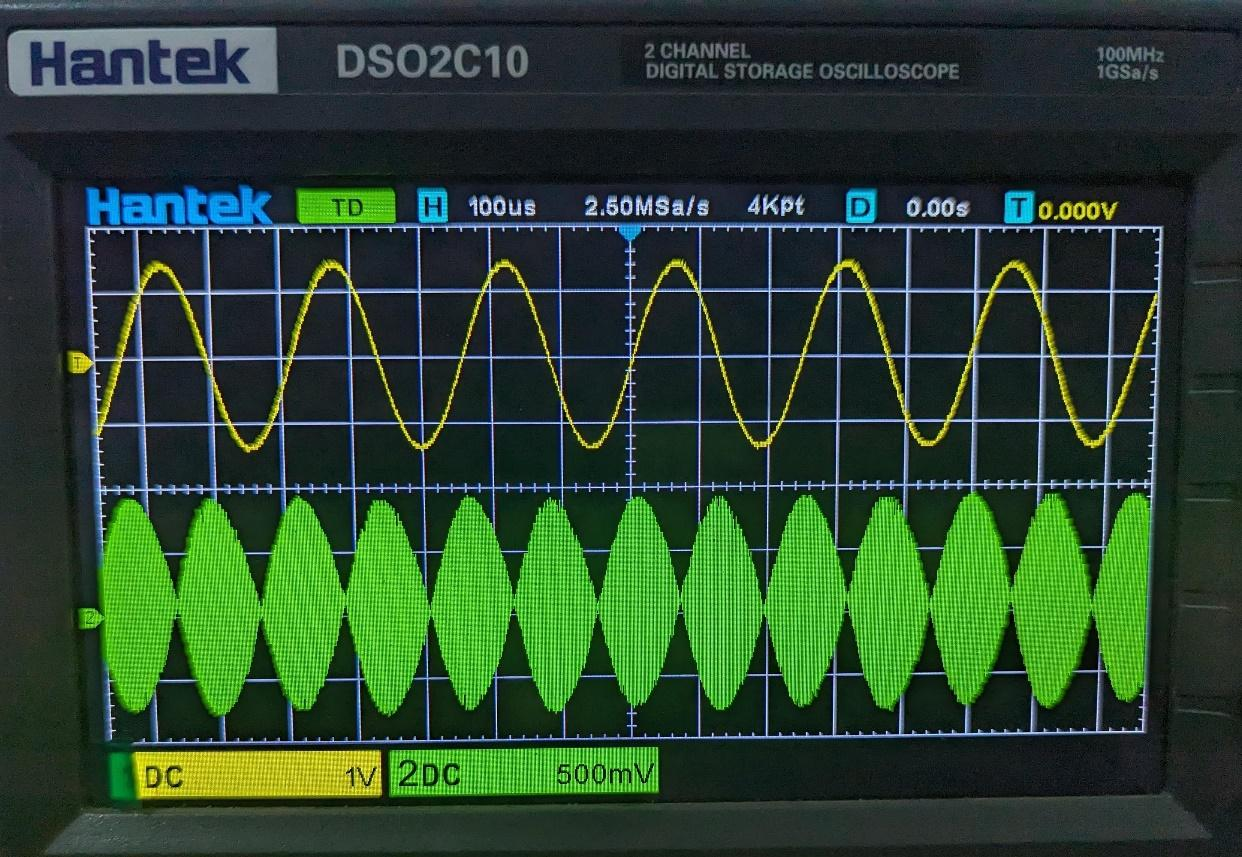 Hantek DSO2C10 2 CHANNEL 100MHz
DIGITAL STORAGE OSCILLOSCOPE 1GSa/s
Hantek TD H 100us 2.50MSa/s 4Kpt D 0.00s T 0.000V
T
2
DC 1V 2DC 500mV